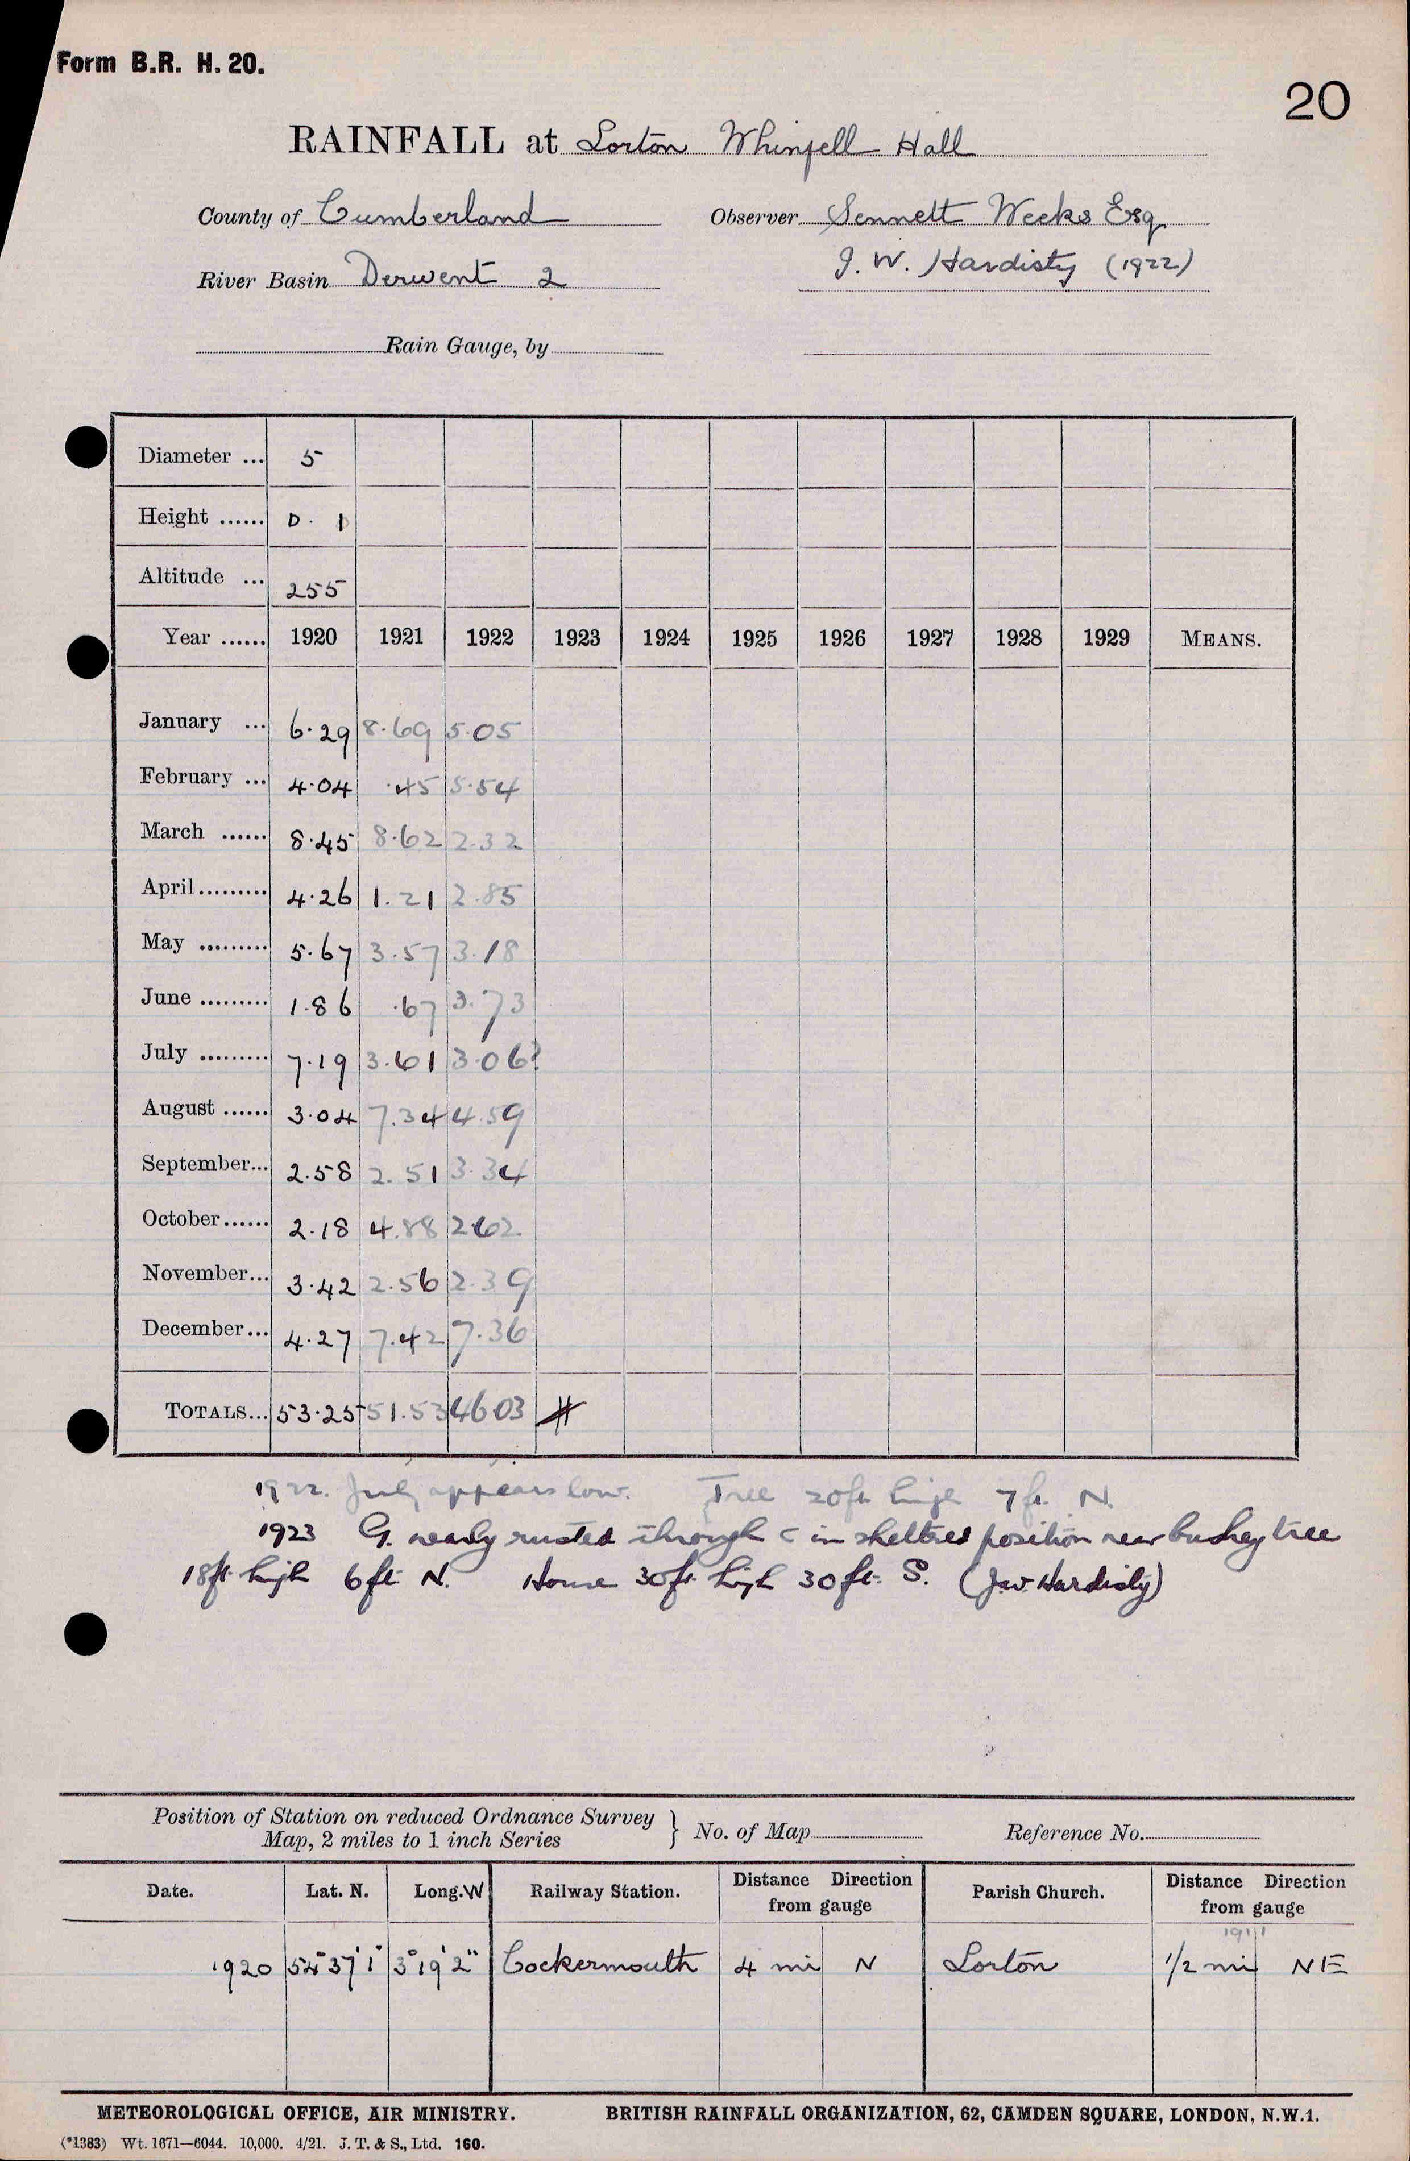 Form B.R. H. 20.
20
RAINFALL at Lorton Whinfell Hall
County of Cumberland Observer Sennett Weeks Esq
River Basin Derwent 2 J. W. Hardisty (1922)
Rain Gauge, by
Diameter ... 5
Height ...... 0. 1
Altitude ... 255
Year ...... 1920 1921 1922 1923 1924 1925 1926 1927 1928 1929 MEANS.
January ... 6.29 8.69 5.05
February ... 4.04 .45 5.54
March ...... 8.45 8.62 2.32
April ......... 4.26 1.21 2.85
May ......... 5.67 3.57 3.18
June ......... 1.86 .67 3.73
July ......... 7.19 3.61 3.06?
August ...... 3.04 7.34 4.59
September... 2.58 2.51 3.34
October ...... 2.18 4.88 2.62
November... 3.42 2.56 2.39
December... 4.27 7.42 7.36
TOTALS... 53.25 51.53 46.03 #
1922. July appears low. Tree 20ft high 7ft. N.
1923 G. nearly rusted through in sheltered position near bushy tree
18ft high 6ft N. House 30ft high 30ft. S. (J.W. Hardisty)
Position of Station on reduced Ordnance Survey
Map, 2 miles to 1 inch Series } No. of Map Reference No.
Date. Lat. N. Long. W Railway Station. Distance Direction from gauge Parish Church. Distance Direction from gauge
1911
1920 54° 37' 1" 3° 19' 2" Cockermouth 4 mi N Lorton 1/2 mi NE
METEOROLOGICAL OFFICE, AIR MINISTRY. BRITISH RAINFALL ORGANIZATION, 62, CAMDEN SQUARE, LONDON, N.W.1.
(*1383) Wt. 1671—6044. 10,000. 4/21. J. T. & S., Ltd. 160.